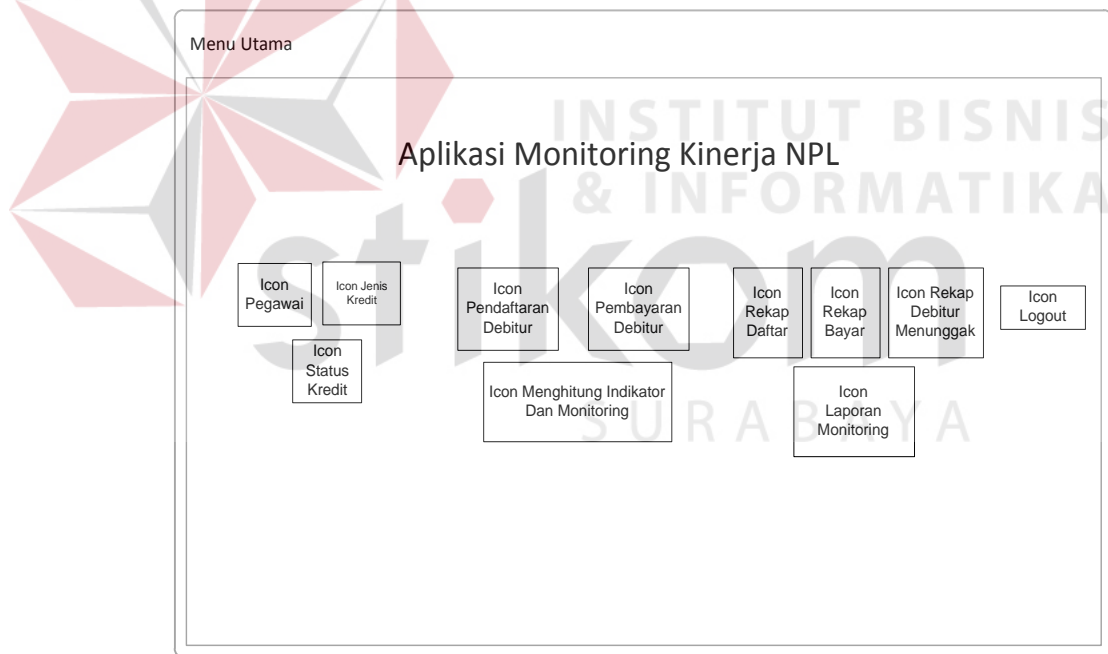 Menu Utama
INSTITUT BISNIS
Aplikasi Monitoring Kinerja NPL
& INFORMATIKA
stikom
SURABAYA
Icon
Pegawai
Icon Jenis
Kredit
Icon
Status
Kredit
Icon
Pendaftaran
Debitur
Icon
Pembayaran
Debitur
Icon Menghitung Indikator
Dan Monitoring
Icon
Rekap
Daftar
Icon
Rekap
Bayar
Icon Rekap
Debitur
Menunggak
Icon
Laporan
Monitoring
Icon
Logout